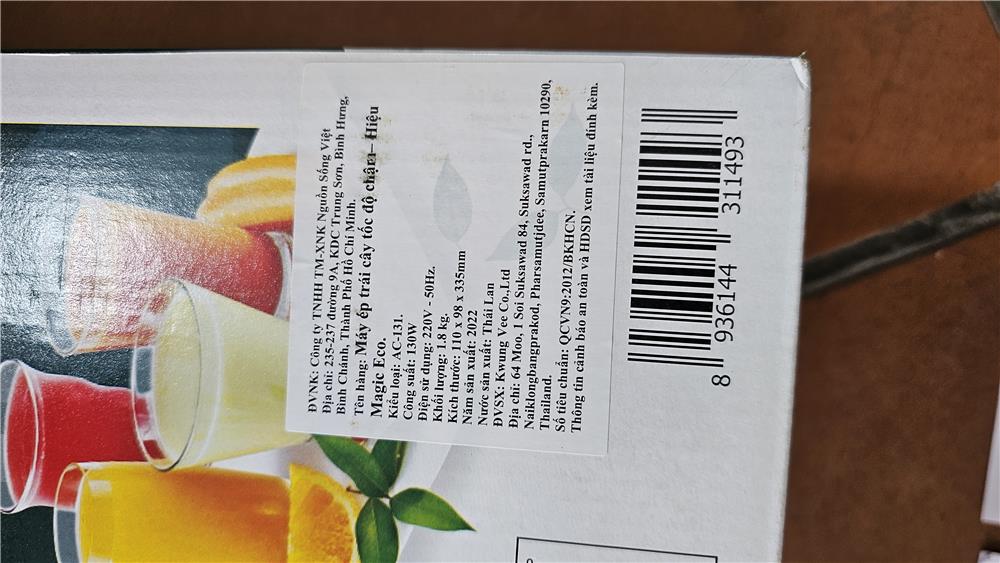 ĐVNK: Công ty TNHH TM-XNK Nguồn Sống Việt
Địa chỉ: 235-237 đường 9A, KDC Trung Sơn, Bình Hưng,
Bình Chánh, Thành Phố Hồ Chí Minh.
Tên hàng: Máy ép trái cây tốc độ chậm – Hiệu
Magic Eco.
Kiểu loại: AC-131.
Công suất: 130W
Điện sử dụng: 220V - 50Hz.
Khối lượng: 1.8 kg.
Kích thước: 110 x 98 x 335mm
Năm sản xuất: 2022
Nước sản xuất: Thái Lan
ĐVSX: Kwung Vee Co.,Ltd
Địa chỉ: 64 Moo, 1 Soi Suksawad 84, Suksawad rd.,
Naiklongbangprakod, Pharsamutjdee, Samutprakarn 10290,
Thailand.
Số tiêu chuẩn: QCVN9:2012/BKHCN.
Thông tin cảnh báo an toàn và HDSD xem tài liệu đính kèm.
8 936144 311493